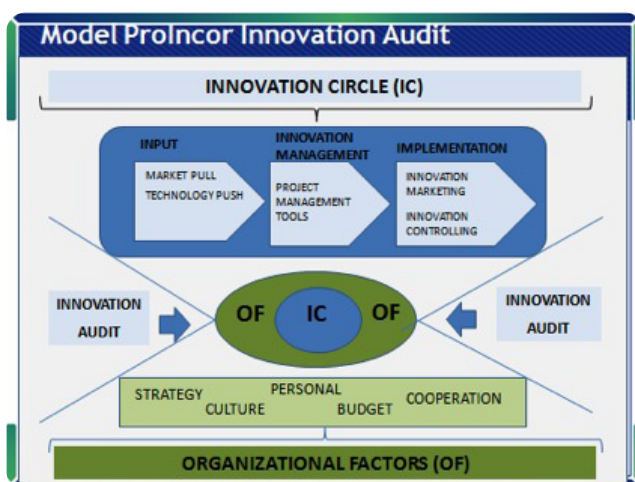 Model ProIncor Innovation Audit
INNOVATION CIRCLE (IC)
INPUT
MARKET PULL
TECHNOLOGY PUSH
INNOVATION
MANAGEMENT
PROJECT
MANAGEMENT
TOOLS
IMPLEMENTATION
INNOVATION
MARKETING
INNOVATION
CONTROLLING
INNOVATION
AUDIT
OF
IC
OF
INNOVATION
AUDIT
STRATEGY
CULTURE
PERSONAL
BUDGET
COOPERATION
ORGANIZATIONAL FACTORS (OF)